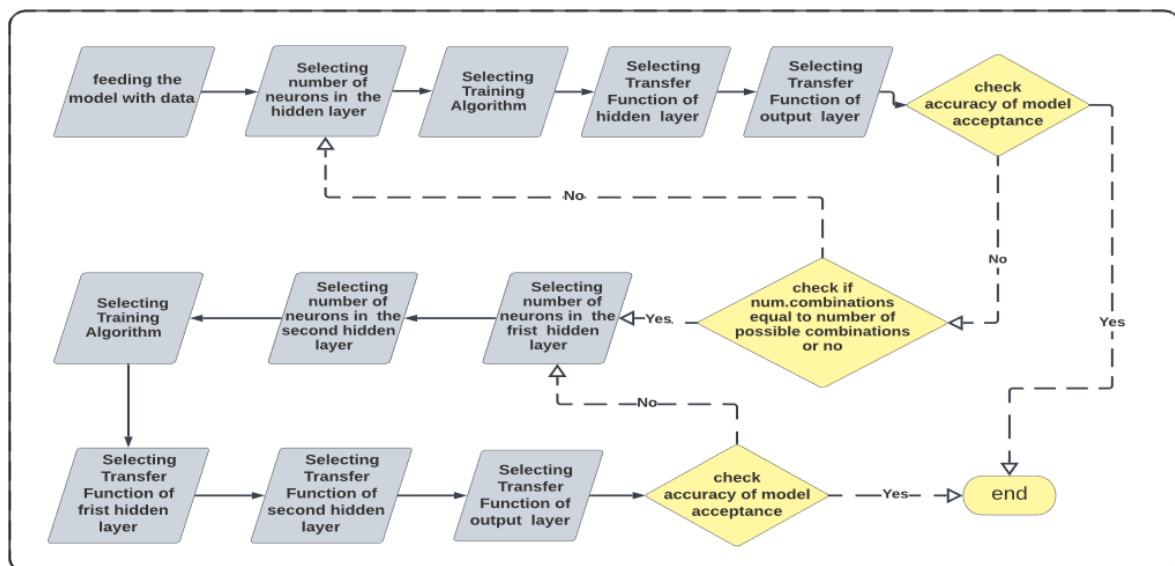 feeding the
model with data
Selecting
number of
neurons in the
hidden layer
Selecting
Training
Algorithm
Selecting
Transfer
Function of
hidden layer
Selecting
Transfer
Function of
output layer
check
accuracy of model
acceptance
No
No
Yes
check if
num.combinations
equal to number of
possible combinations
or no
Yes.
Selecting
number of
neurons in the
frist hidden
layer
Selecting
number of
neurons in the
second hidden
layer
Selecting
Training
Algorithm
No
Selecting
Transfer
Function of
frist hidden
layer
Selecting
Transfer
Function of
second hidden
layer
Selecting
Transfer
Function of
output layer
check
accuracy of model
acceptance
Yes
end